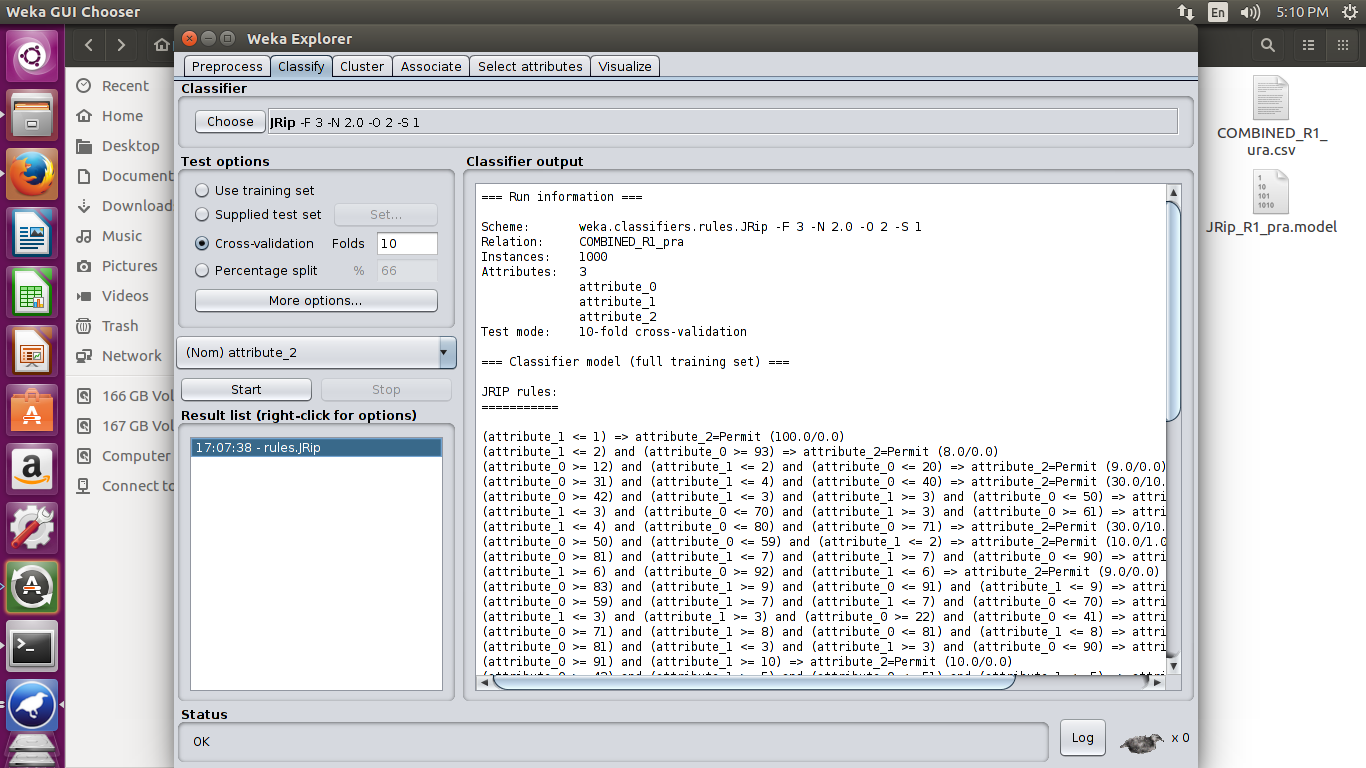 Weka GUI Chooser
En
5:10 PM
Weka Explorer
Recent
Home
Desktop
Document
Download
Music
Pictures
Videos
Trash
Network
166 GB Vol
167 GB Vol
Computer
Connect to
Preprocess
Classify
Cluster
Associate
Select attributes
Visualize
Classifier
Choose
JRip -F 3 -N 2.0 -O 2 -S 1
Test options
Use training set
Supplied test set
Set...
Cross-validation Folds 10
Percentage split % 66
More options...
(Nom) attribute_2
Start
Stop
Result list (right-click for options)
17:07:38 - rules.JRip
Classifier output
=== Run information ===
Scheme: weka.classifiers.rules.JRip -F 3 -N 2.0 -O 2 -S 1
Relation: COMBINED_R1_pra
Instances: 1000
Attributes: 3
attribute_0
attribute_1
attribute_2
Test mode: 10-fold cross-validation
=== Classifier model (full training set) ===
JRIP rules:
===========
(attribute_1 <= 1) => attribute_2=Permit (100.0/0.0)
(attribute_1 <= 2) and (attribute_0 >= 93) => attribute_2=Permit (8.0/0.0)
(attribute_0 >= 12) and (attribute_1 <= 2) and (attribute_0 <= 20) => attribute_2=Permit (9.0/0.0)
(attribute_0 >= 31) and (attribute_1 <= 4) and (attribute_0 <= 40) => attribute_2=Permit (30.0/10.
(attribute_0 >= 42) and (attribute_1 <= 3) and (attribute_1 >= 3) and (attribute_0 <= 50) => attri
(attribute_1 <= 3) and (attribute_0 <= 70) and (attribute_1 >= 3) and (attribute_0 >= 61) => attri
(attribute_1 <= 4) and (attribute_0 <= 80) and (attribute_0 >= 71) => attribute_2=Permit (30.0/10.
(attribute_0 >= 50) and (attribute_0 <= 59) and (attribute_1 <= 2) => attribute_2=Permit (10.0/1.0
(attribute_0 >= 81) and (attribute_1 <= 7) and (attribute_1 >= 7) and (attribute_0 <= 90) => attri
(attribute_1 >= 6) and (attribute_0 >= 92) and (attribute_1 <= 6) => attribute_2=Permit (9.0/0.0)
(attribute_0 >= 83) and (attribute_1 >= 9) and (attribute_0 <= 91) and (attribute_1 <= 9) => attri
(attribute_0 >= 59) and (attribute_1 >= 7) and (attribute_1 <= 7) and (attribute_0 <= 70) => attri
(attribute_1 <= 3) and (attribute_1 >= 3) and (attribute_0 >= 22) and (attribute_0 <= 41) => attri
(attribute_0 >= 71) and (attribute_1 >= 8) and (attribute_0 <= 81) and (attribute_1 <= 8) => attri
(attribute_0 >= 81) and (attribute_1 <= 3) and (attribute_1 >= 3) and (attribute_0 <= 90) => attri
(attribute_0 >= 91) and (attribute_1 >= 10) => attribute_2=Permit (10.0/0.0)
Status
OK
Log
x 0
COMBINED_R1_
ura.csv
1
10
101
1010
JRip_R1_pra.model